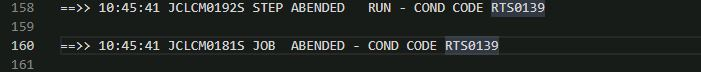 158 ==>> 10:45:41 JCLCM0192S STEP ABENDED   RUN - COND CODE RTS0139
159
160 ==>> 10:45:41 JCLCM0181S JOB  ABENDED - COND CODE RTS0139
161